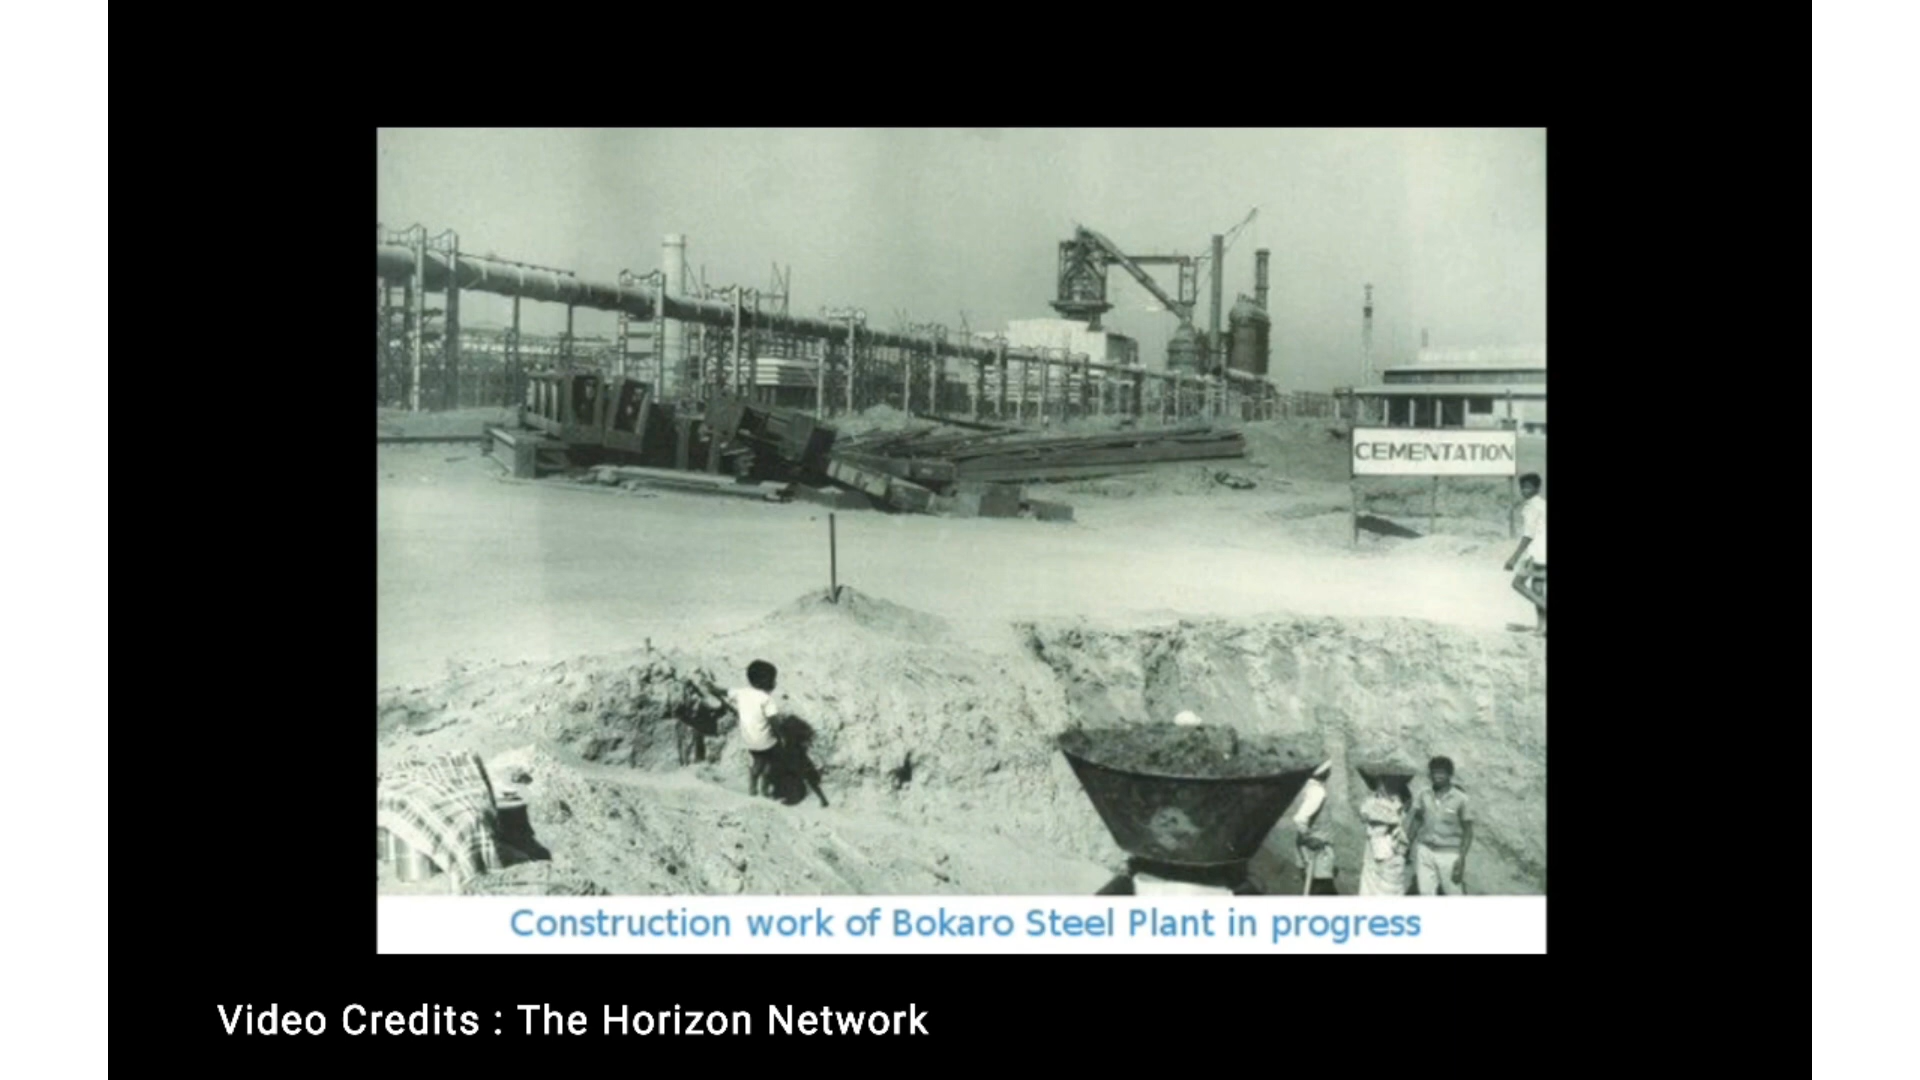 CEMENTATION
Construction work of Bokaro Steel Plant in progress
Video Credits : The Horizon Network